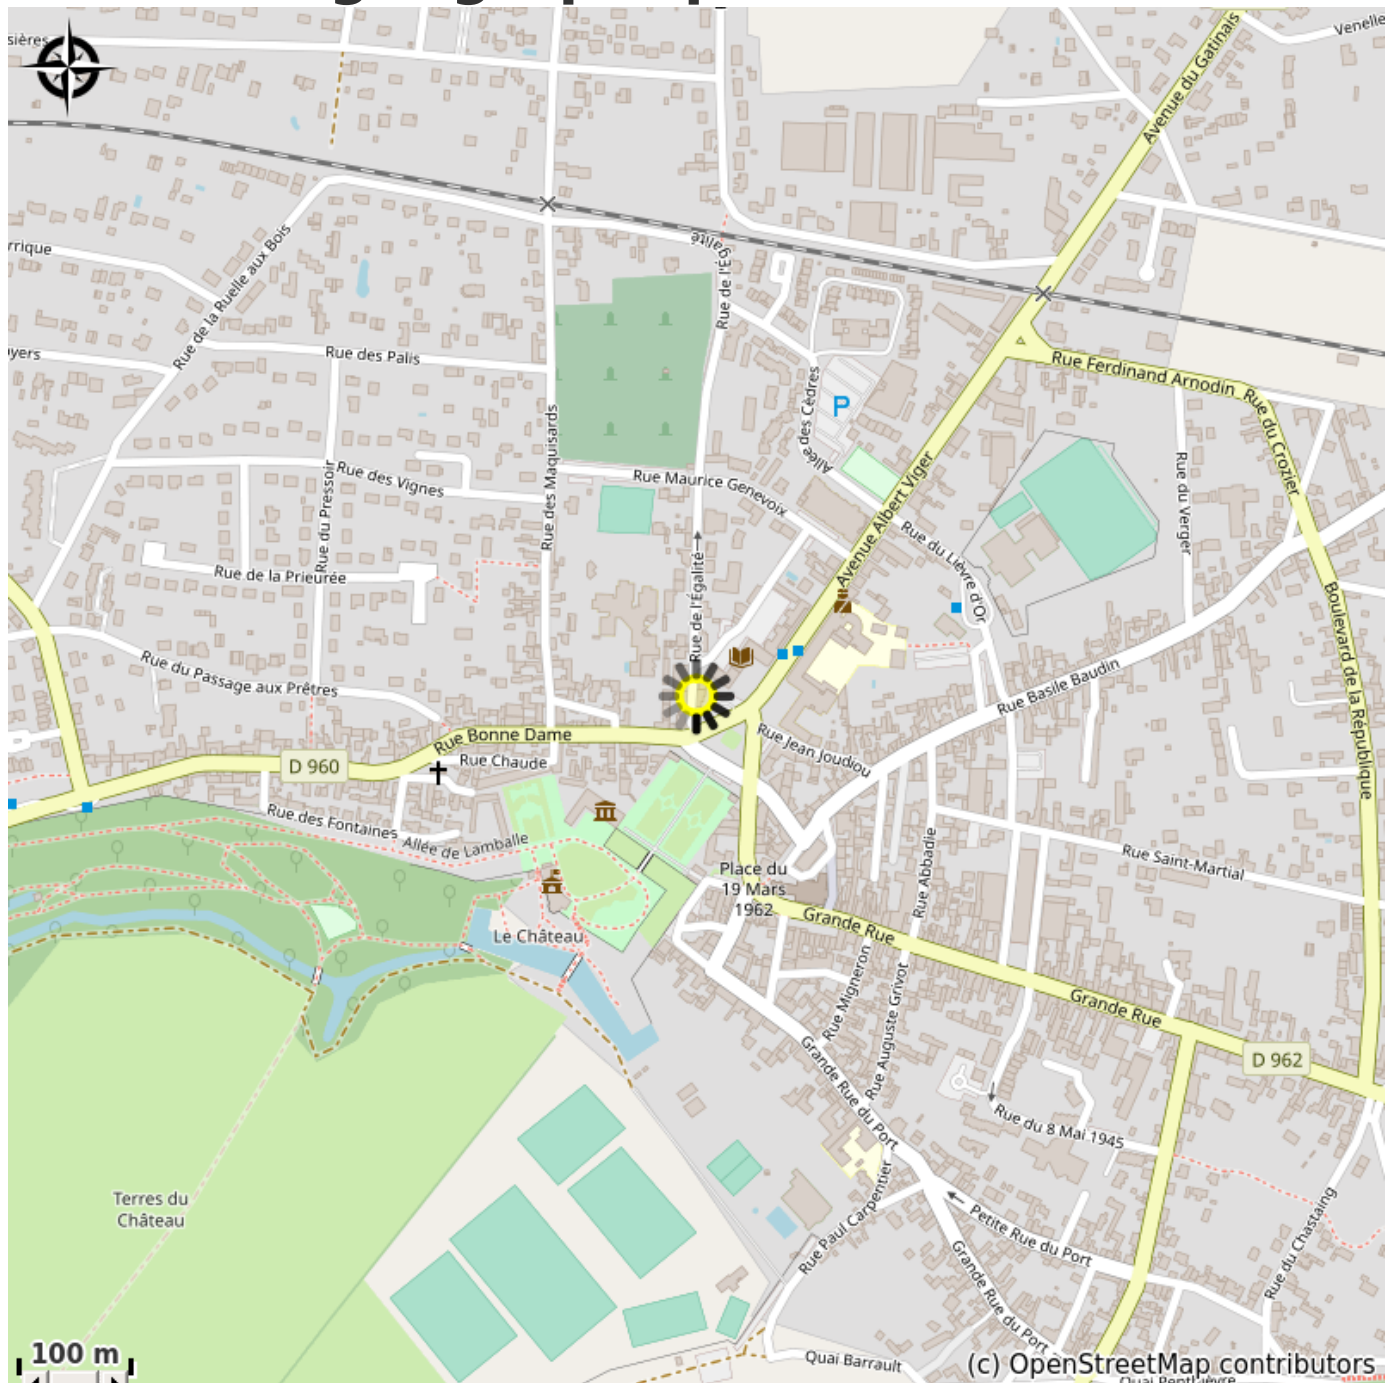 sières
Venelle
Avenue du Gatinais
rrique
Rue de la Ruelle aux Bois
Rue de l'Égalité
yers
Rue des Palis
Rue Ferdinand Arnodin
Rue du Crozier
P
Allée des Cèdres
Rue des Maquisards
Rue du Pressoir
Rue des Vignes
Rue Maurice Genevoix
Avenue Albert Viger
Rue du Verger
Rue du Lièvre d'Or
Rue de la Prieurée
Rue de l'Égalité
Boulevard de la République
Rue du Passage aux Prêtres
Rue Basile Baudin
Rue Bonne Dame
Rue Jean Joudiou
D 960
Rue Chaude
Rue des Fontaines
Allée de Lamballe
Rue Abbadie
Rue Saint-Martial
Place du
19 Mars
1962
Grande Rue
Le Château
Rue Migneron
Rue Auguste Grivot
Grande Rue
D 962
Grande Rue du Port
Rue du 8 Mai 1945
Terres du
Château
Rue Paul Carpentier
Petite Rue du Port
Rue du Chastaing
Grande Rue du Port
100 m
Quai Barrault
(c) OpenStreetMap contributors